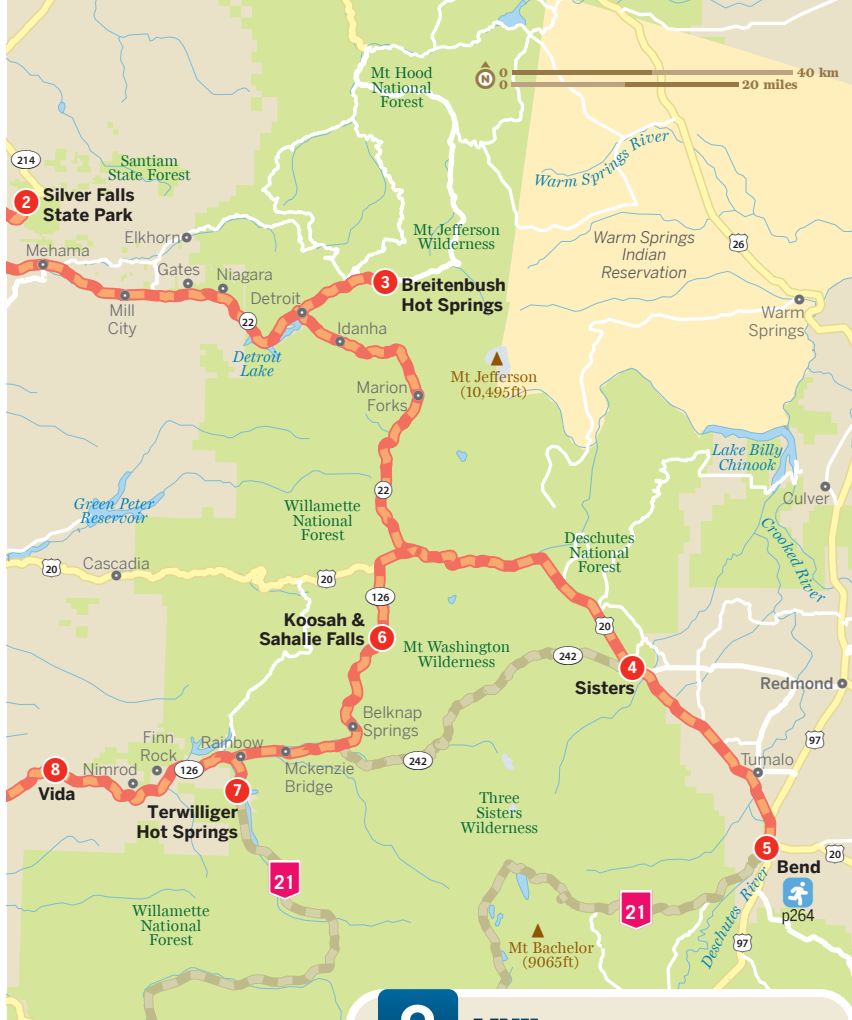 Mt Hood
National
Forest
N
0
40 km
0
20 miles
214
Santiam
State Forest
Warm Springs River
2
Silver Falls
State Park
Elkhorn
Mt Jefferson
Wilderness
Warm Springs
Indian
Reservation
26
Mehama
Gates
Niagara
3
Breitenbush
Hot Springs
Detroit
Mill
City
22
Idanha
Warm
Springs
Detroit
Lake
Mt Jefferson
(10,495ft)
Marion
Forks
Lake Billy
Chinook
Culver
22
Green Peter
Reservoir
Willamette
National
Forest
Crooked River
Deschutes
National
Forest
20
Cascadia
20
126
Koosah &
Sahalie Falls
6
20
Mt Washington
Wilderness
242
4
Sisters
Redmond
Belknap
Springs
97
Finn
Rock
Rainbow
242
Tumalo
8
Vida
Nimrod
126
Mckenzie
Bridge
7
Terwilliger
Hot Springs
Three
Sisters
Wilderness
5
Bend
20
p264
21
21
Deschutes River
Willamette
National
Forest
Mt Bachelor
(9065ft)
97